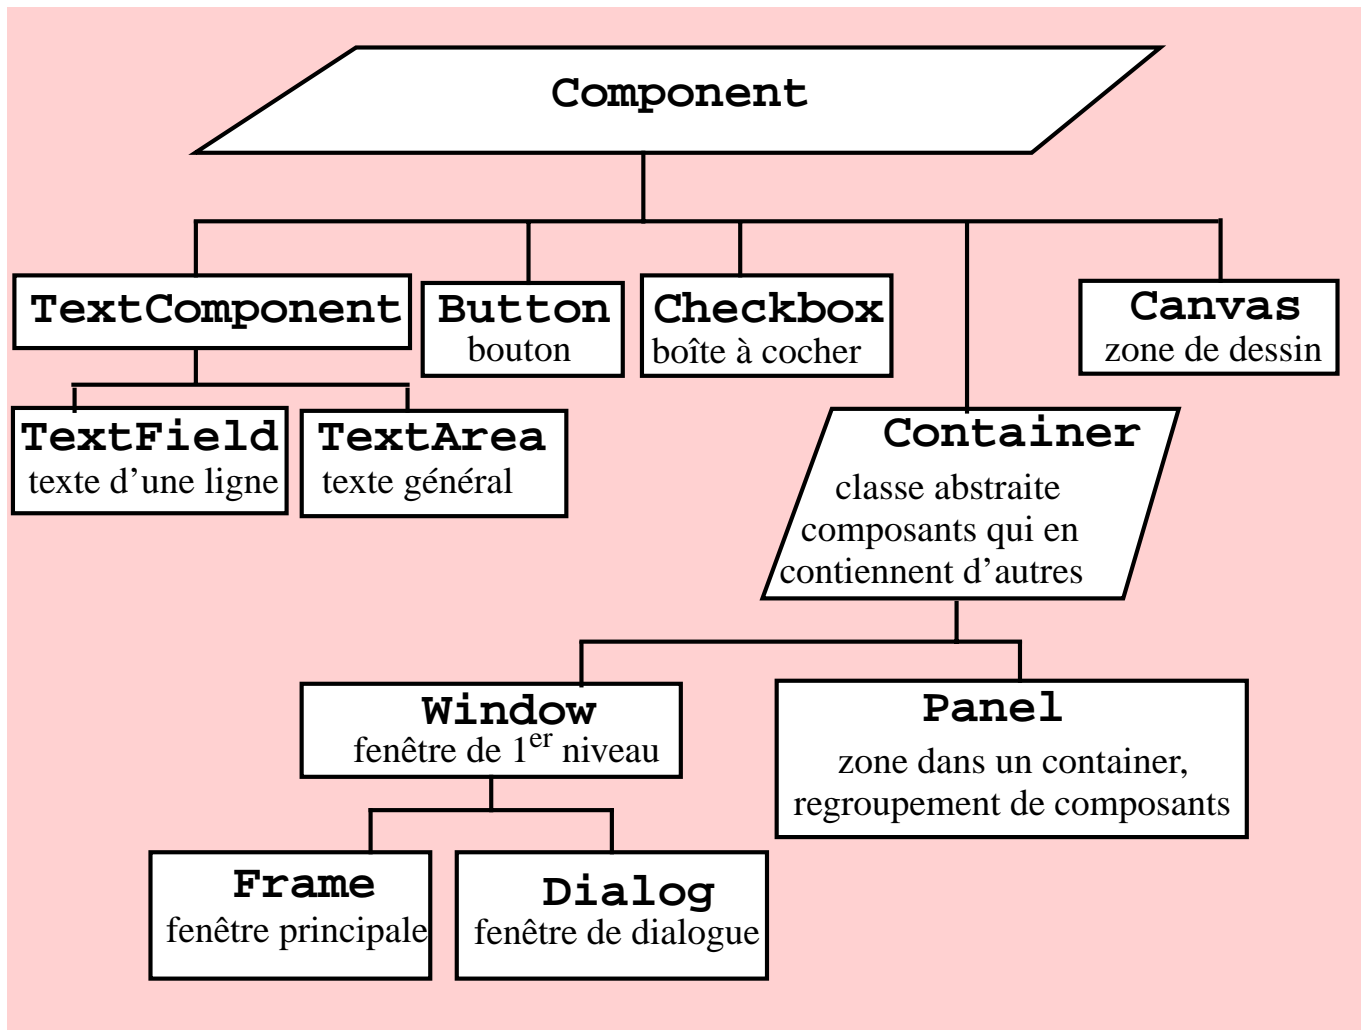 Component
TextComponent
Button
bouton
Checkbox
boîte à cocher
Canvas
zone de dessin
TextField
texte d’une ligne
TextArea
texte général
Container
classe abstraite
composants qui en
contiennent d’autres
Window
fenêtre de 1er niveau
Panel
zone dans un container,
regroupement de composants
Frame
fenêtre principale
Dialog
fenêtre de dialogue